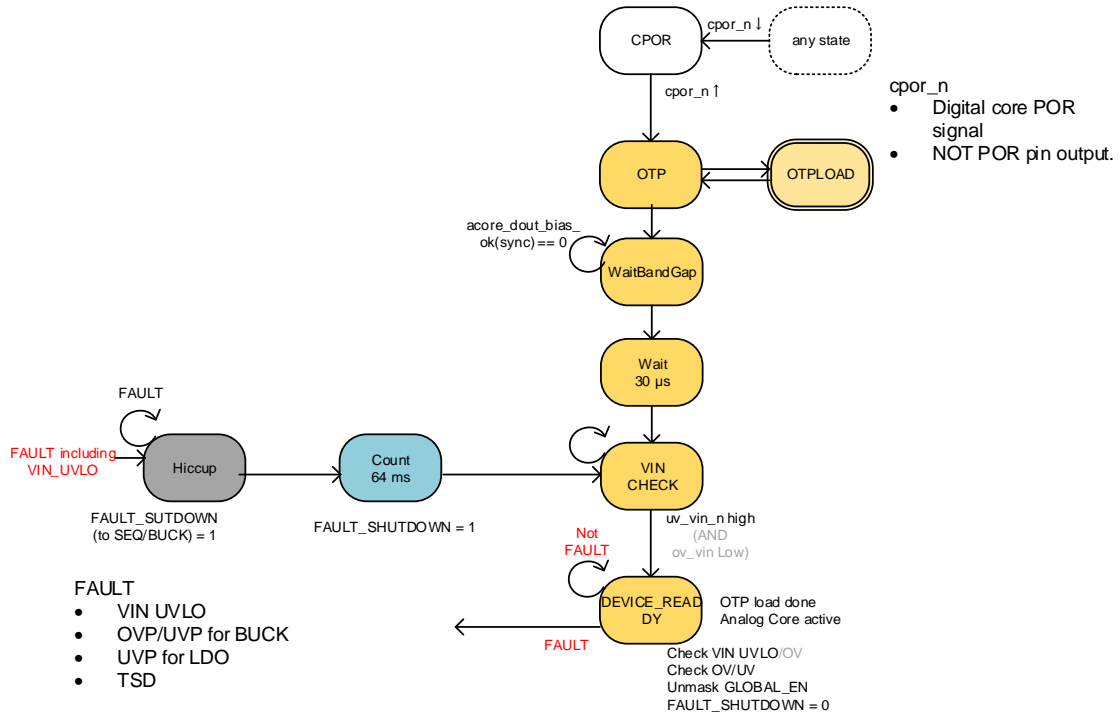 cpor_n↓
CPOR
any state
cpor_n↑
cpor_n
• Digital core POR
signal
• NOT POR pin output.
OTP
OTPLOAD
acore_dout_bias_
ok(sync) == 0
WaitBandGap
Wait
30 µs
FAULT
FAULT including
VIN_UVLO
Hiccup
Count
64 ms
VIN
CHECK
FAULT_SUTDOWN
(to SEQ/BUCK) = 1
FAULT_SHUTDOWN = 1
uv_vin_n high
(AND
ov_vin Low)
Not
FAULT
DEVICE_READ
DY
OTP load done
Analog Core active
FAULT
Check VIN UVLO/OV
Check OV/UV
Unmask GLOBAL_EN
FAULT_SHUTDOWN = 0
FAULT
• VIN UVLO
• OVP/UVP for BUCK
• UVP for LDO
• TSD